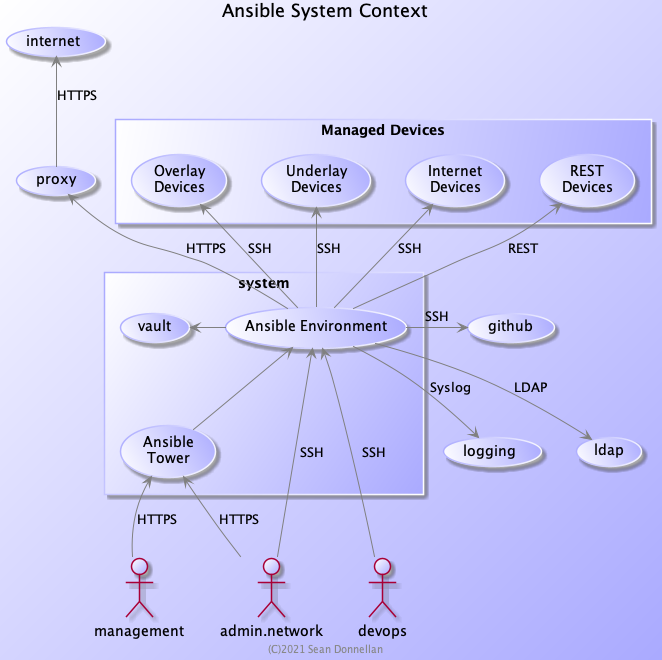 Ansible System Context
internet
HTTPS
Managed Devices
proxy
Overlay
Devices
Underlay
Devices
Internet
Devices
REST
Devices
HTTPS
SSH
SSH
SSH
REST
system
vault
Ansible Environment
SSH
github
Syslog
LDAP
Ansible
Tower
SSH
SSH
logging
ldap
HTTPS
HTTPS
management
admin.network
devops
(C)2021 Sean Donnellan